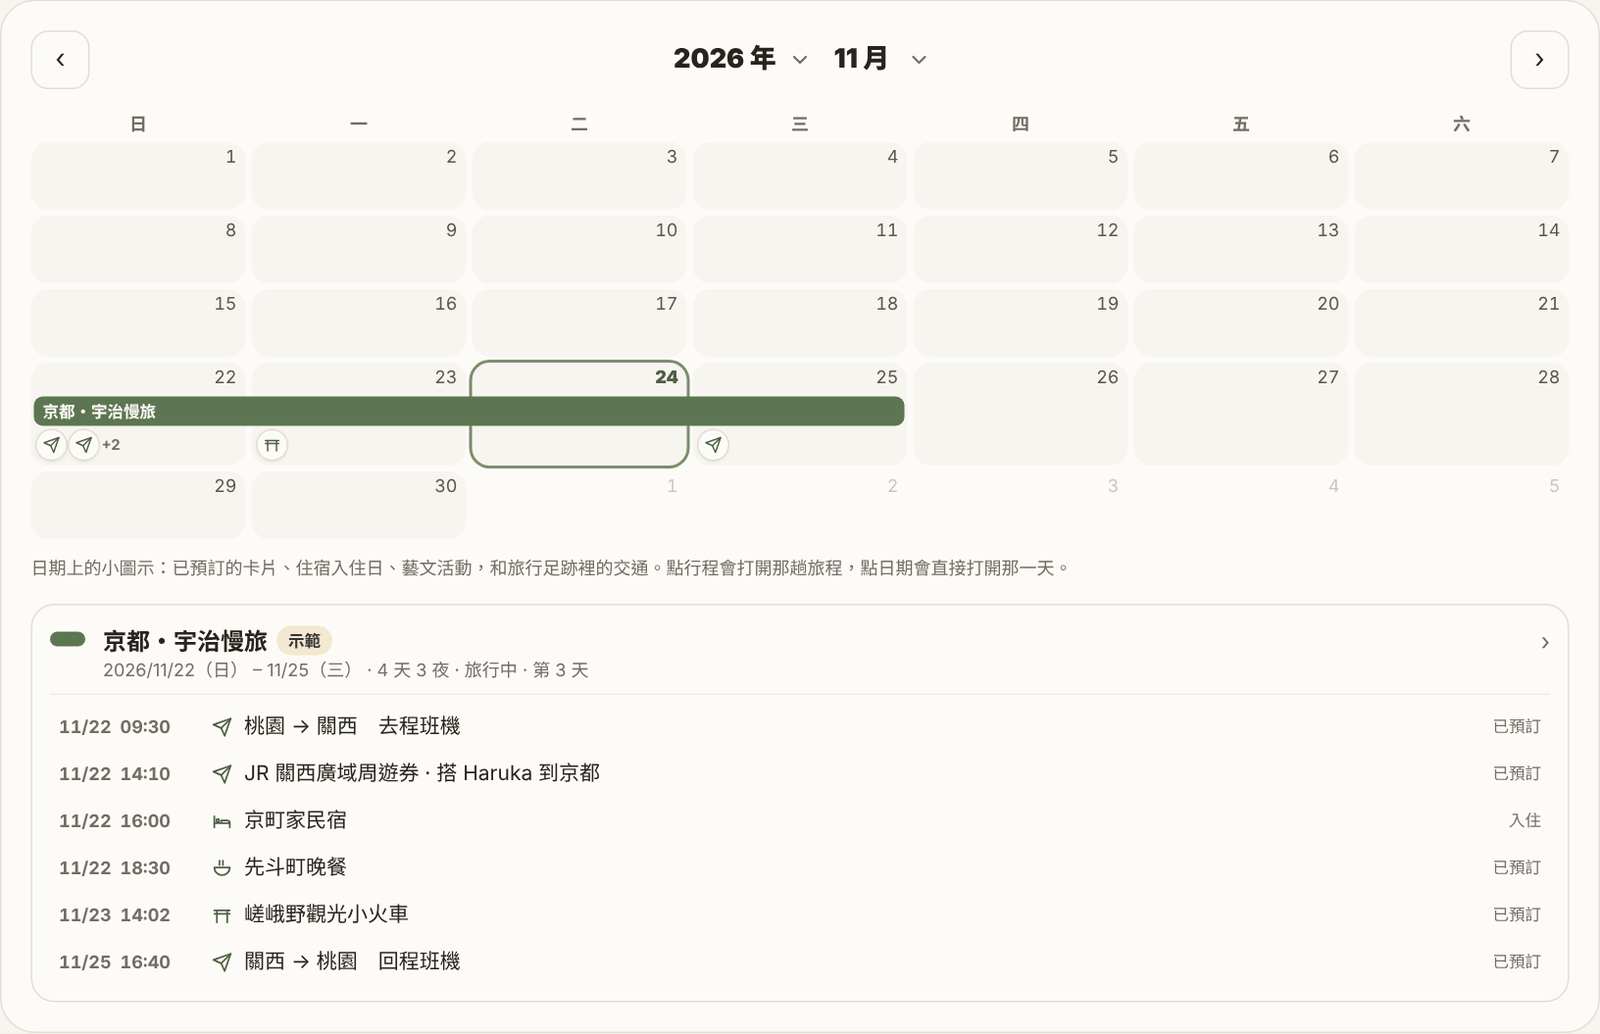 ‹ 2026 年 11 月 ›
日 一 二 三 四 五 六
1 2 3 4 5 6 7
8 9 10 11 12 13 14
15 16 17 18 19 20 21
22 23 24 25 26 27 28
京都・宇治慢旅
+2
29 30 1 2 3 4 5
日期上的小圖示：已預訂的卡片、住宿入住日、藝文活動，和旅行足跡裡的交通。點行程會打開那趟旅程，點日期會直接打開那一天。
京都・宇治慢旅 示範 ›
2026/11/22（日） – 11/25（三） · 4 天 3 夜 · 旅行中 · 第 3 天
11/22 09:30 桃園 → 關西　去程班機 已預訂
11/22 14:10 JR 關西廣域周遊券 · 搭 Haruka 到京都 已預訂
11/22 16:00 京町家民宿 入住
11/22 18:30 先斗町晚餐 已預訂
11/23 14:02 嵯峨野觀光小火車 已預訂
11/25 16:40 關西 → 桃園　回程班機 已預訂